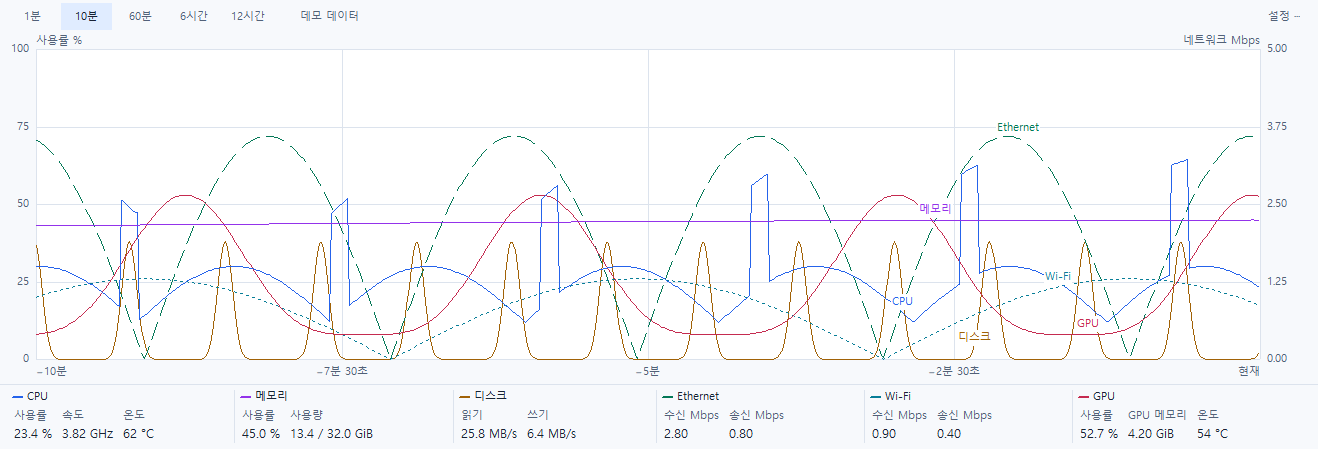 1분 10분 60분 6시간 12시간 데모 데이터 설정 ···
사용률 % 네트워크 Mbps
100 5.00
Ethernet
75 3.75
메모리
50 2.50
Wi-Fi
25 1.25
CPU
GPU
디스크
0 0.00
-10분 -7분 30초 -5분 -2분 30초 현재
CPU 메모리 디스크 Ethernet Wi-Fi GPU
사용률 속도 온도 사용률 사용량 읽기 쓰기 수신 Mbps 송신 Mbps 수신 Mbps 송신 Mbps 사용률 GPU 메모리 온도
23.4 % 3.82 GHz 62 °C 45.0 % 13.4 / 32.0 GiB 25.8 MB/s 6.4 MB/s 2.80 0.80 0.90 0.40 52.7 % 4.20 GiB 54 °C